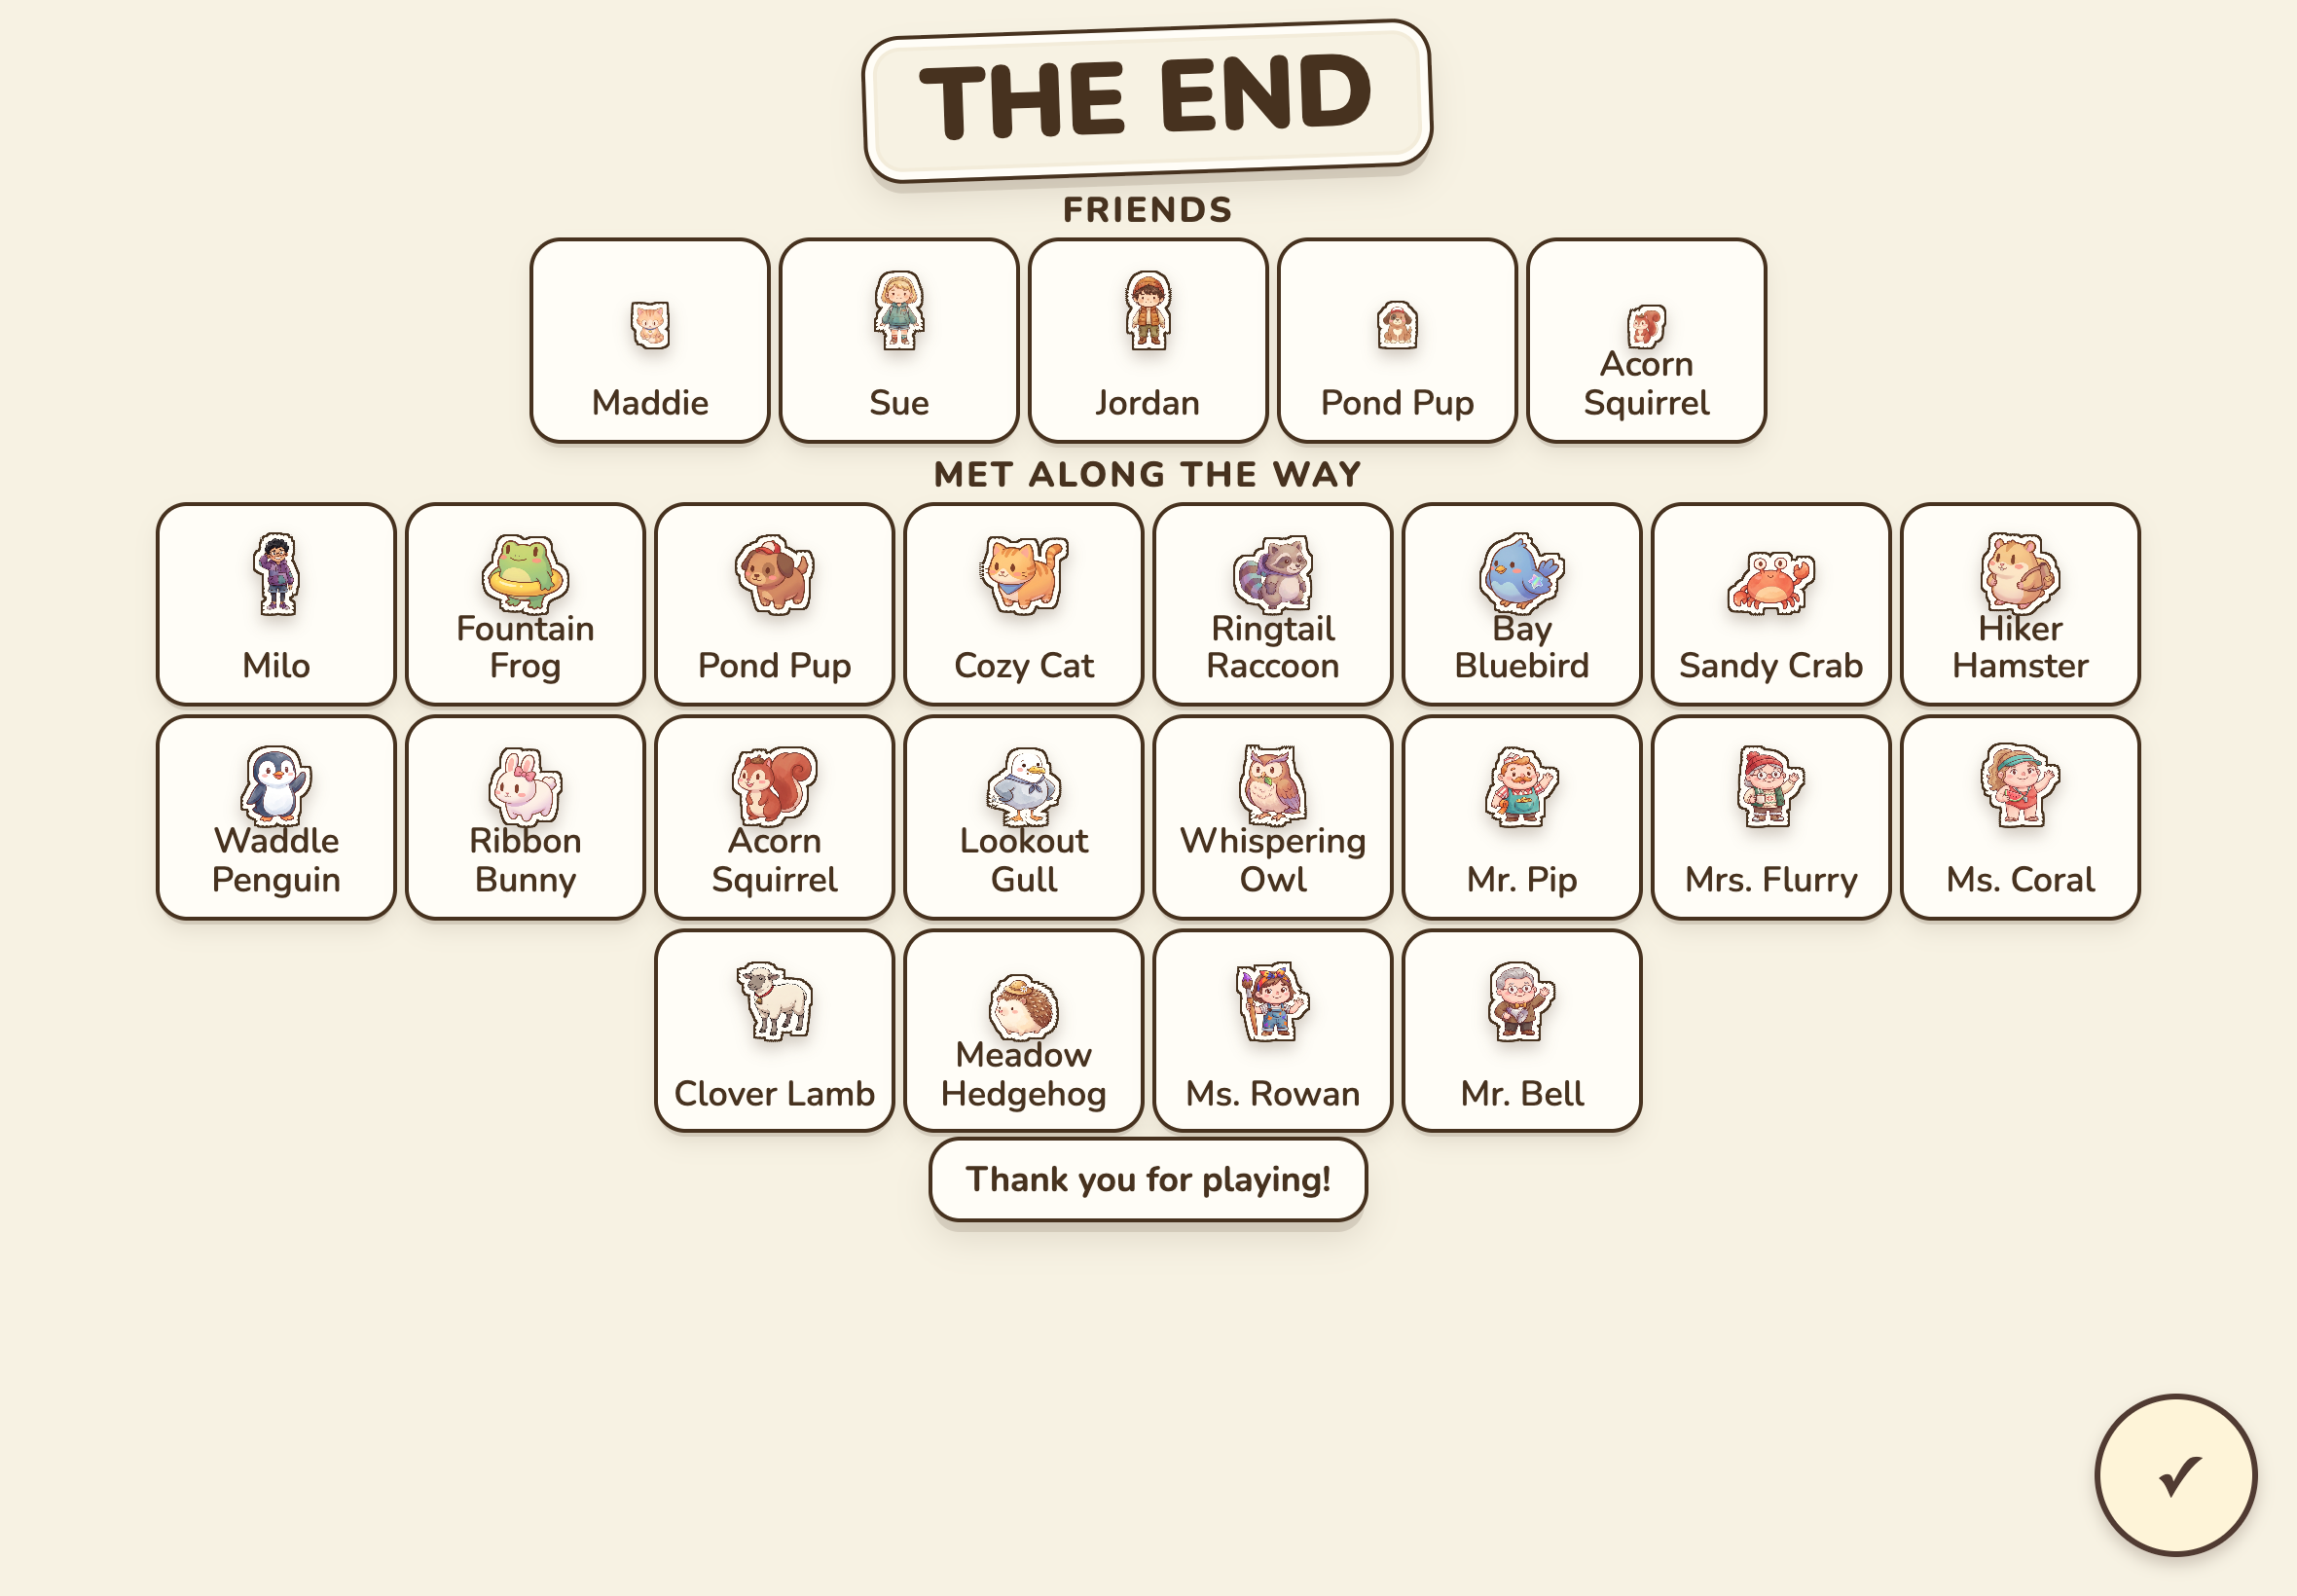 THE END
FRIENDS
Maddie
Sue
Jordan
Pond Pup
Acorn
Squirrel
MET ALONG THE WAY
Milo
Fountain
Frog
Pond Pup
Cozy Cat
Ringtail
Raccoon
Bay
Bluebird
Sandy Crab
Hiker
Hamster
Waddle
Penguin
Ribbon
Bunny
Acorn
Squirrel
Lookout
Gull
Whispering
Owl
Mr. Pip
Mrs. Flurry
Ms. Coral
Clover Lamb
Meadow
Hedgehog
Ms. Rowan
Mr. Bell
Thank you for playing!